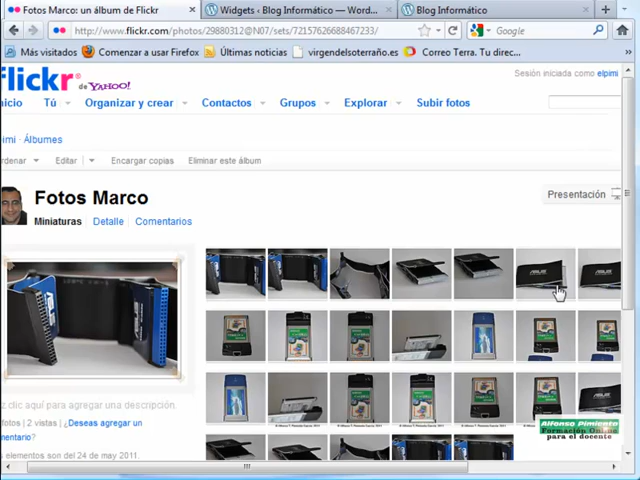 Fotos Marco: un álbum de Flickr
Widgets ‹ Blog Informático — Word...
Blog Informático
http://www.flickr.com/photos/29880312@N07/sets/72157626688467233/
Google
Más visitados
Comenzar a usar Firefox
Últimas noticias
virgendelsoterraño.es
Correo Terra. Tu direc...
flickr de YAHOO!
Sesión iniciada como elpimi
nicio
Tú
Organizar y crear
Contactos
Grupos
Explorar
Subir fotos
imi · Álbumes
rdenar
Editar
Encargar copias
Eliminar este álbum
Fotos Marco
Presentación
Miniaturas
Detalle
Comentarios
z clic aquí para agregar una descripción
fotos | 2 vistas | ¿Deseas agregar un
mentario?
s elementos son del 24 de may 2011.
Alfonso Pimiento
Formación Online
para el docente